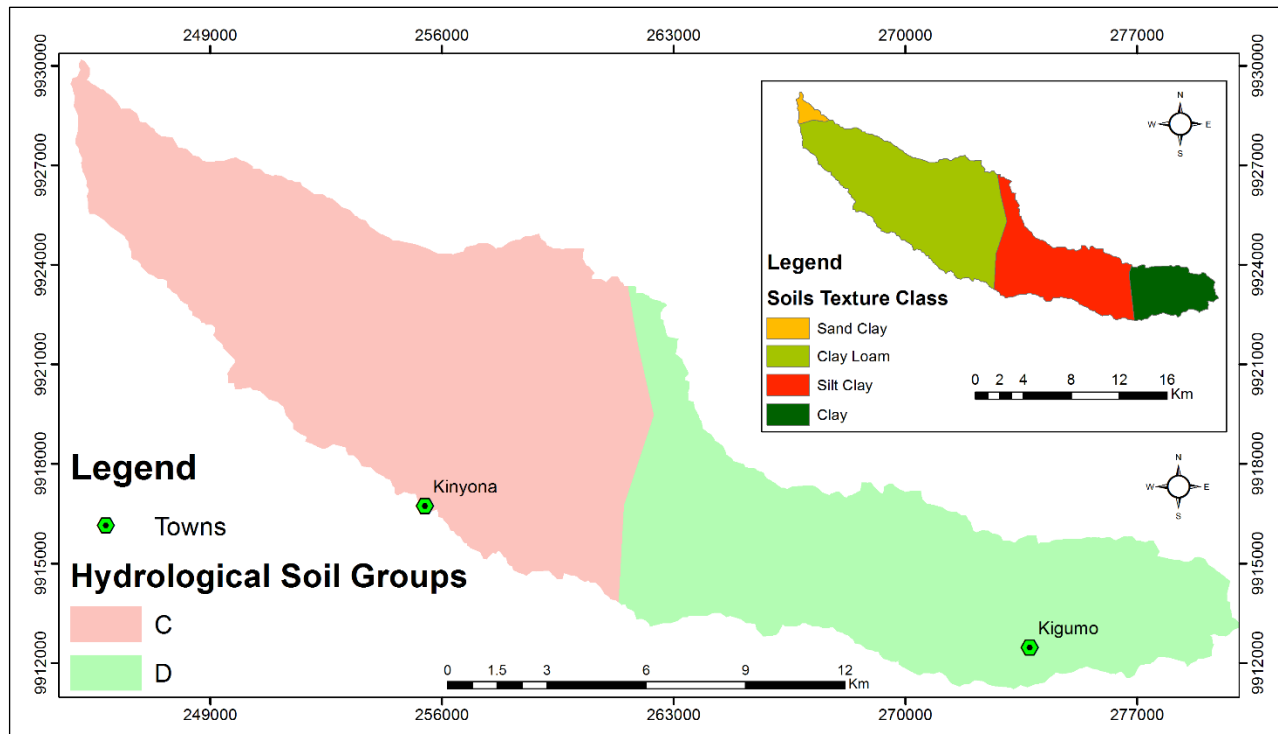 249000 256000 263000 270000 277000
9930000 9927000 9924000 9921000 9918000 9915000 9912000
N
W E
S
Legend
Soils Texture Class
Sand Clay
Clay Loam
Silt Clay
Clay
0 2 4 8 12 16
Km
Kinyona
Legend
Towns
Hydrological Soil Groups
C
D
N
W E
S
Kigumo
0 1.5 3 6 9 12
Km
9930000 9927000 9924000 9921000 9918000 9915000 9912000
249000 256000 263000 270000 277000